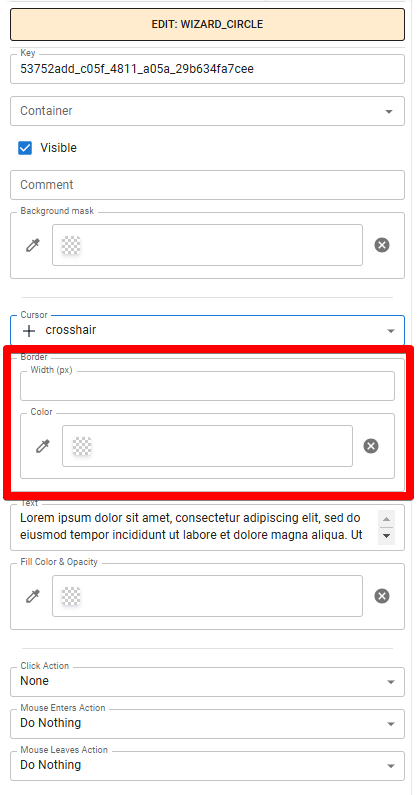 EDIT: WIZARD_CIRCLE
Key
53752add_c05f_4811_a05a_29b634fa7cee
Container
Visible
Comment
Background mask
Cursor
crosshair
Border
Width (px)
Color
Text
Lorem ipsum dolor sit amet, consectetur adipiscing elit, sed do
eiusmod tempor incididunt ut labore et dolore magna aliqua. Ut
Fill Color & Opacity
Click Action
None
Mouse Enters Action
Do Nothing
Mouse Leaves Action
Do Nothing